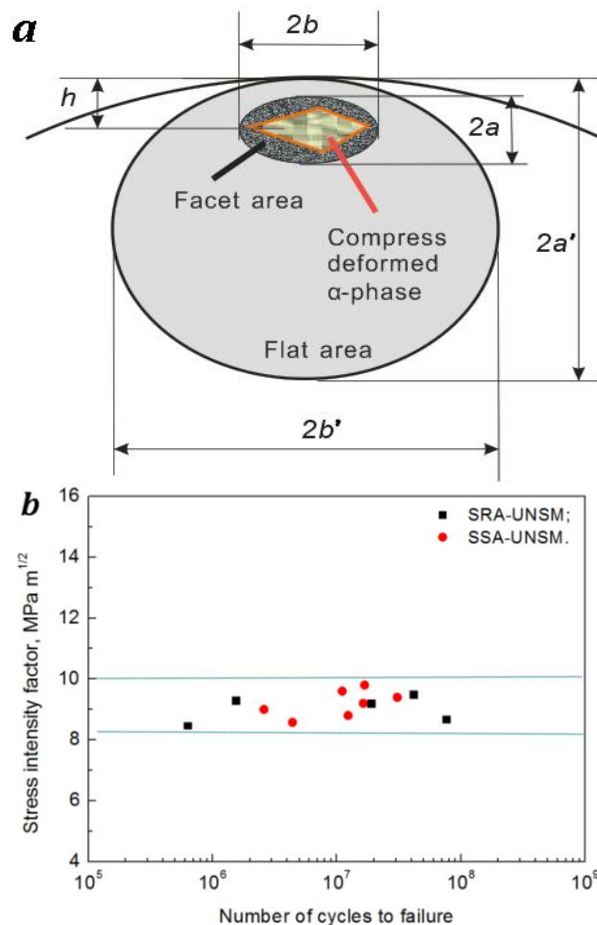 a
2b
h
2a
Facet area
2a'
Compress
deformed
α-phase
Flat area
2b'
b
16
SRA-UNSM;
SSA-UNSM.
14
12
10
8
6
4
Stress intensity factor, MPa m^1/2
10^5 10^6 10^7 10^8 10^9
Number of cycles to failure